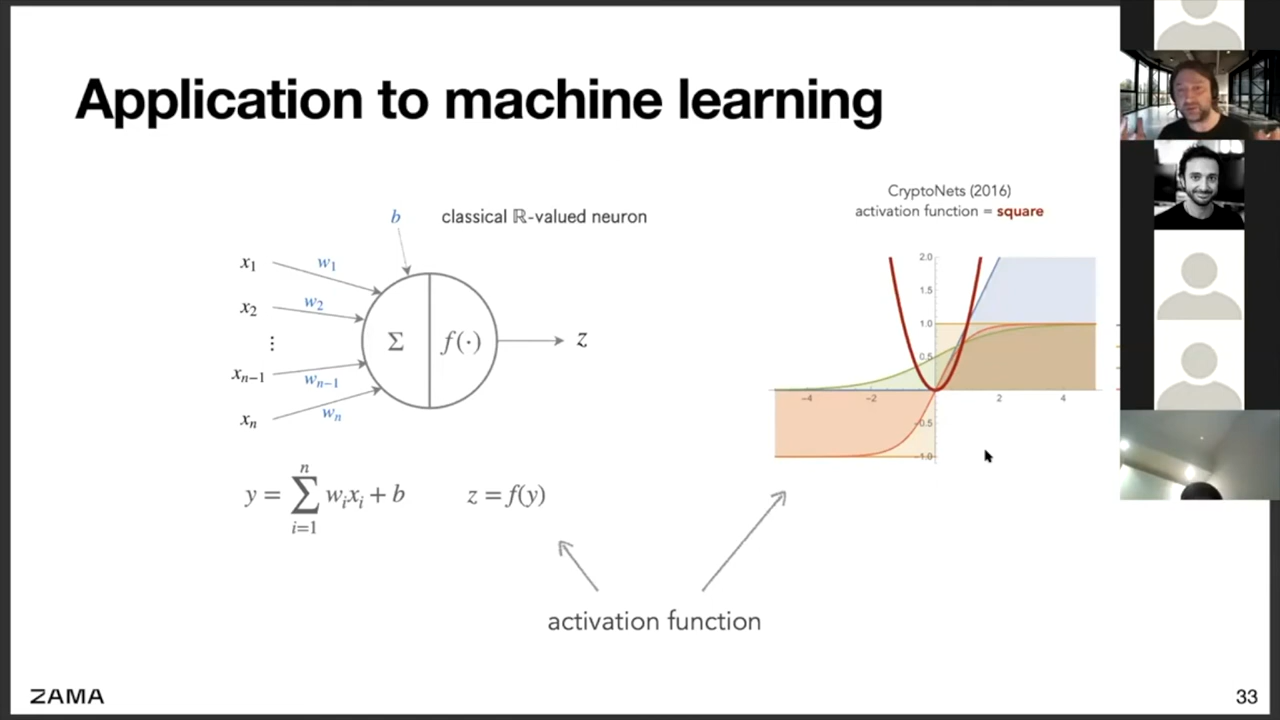 Application to machine learning
b
classical ℝ-valued neuron
x₁
w₁
x₂
w₂
⋮
xₙ₋₁
wₙ₋₁
xₙ
wₙ
Σ
f(·)
z
y = ∑ᵢ₌₁ⁿ wᵢxᵢ + b
z = f(y)
CryptoNets (2016)
activation function = square
2.0
1.5
1.0
0.5
-4
-2
2
4
-0.5
-1.0
activation function
ZAMA
33